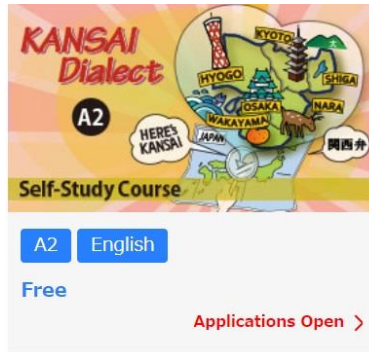 KANSAI
Dialect
A2
KYOTO
HYOGO
SHIGA
OSAKA
NARA
WAKAYAMA
HERE'S
KANSAI
JAPAN
関西弁
Self-Study Course
A2 English
Free
Applications Open